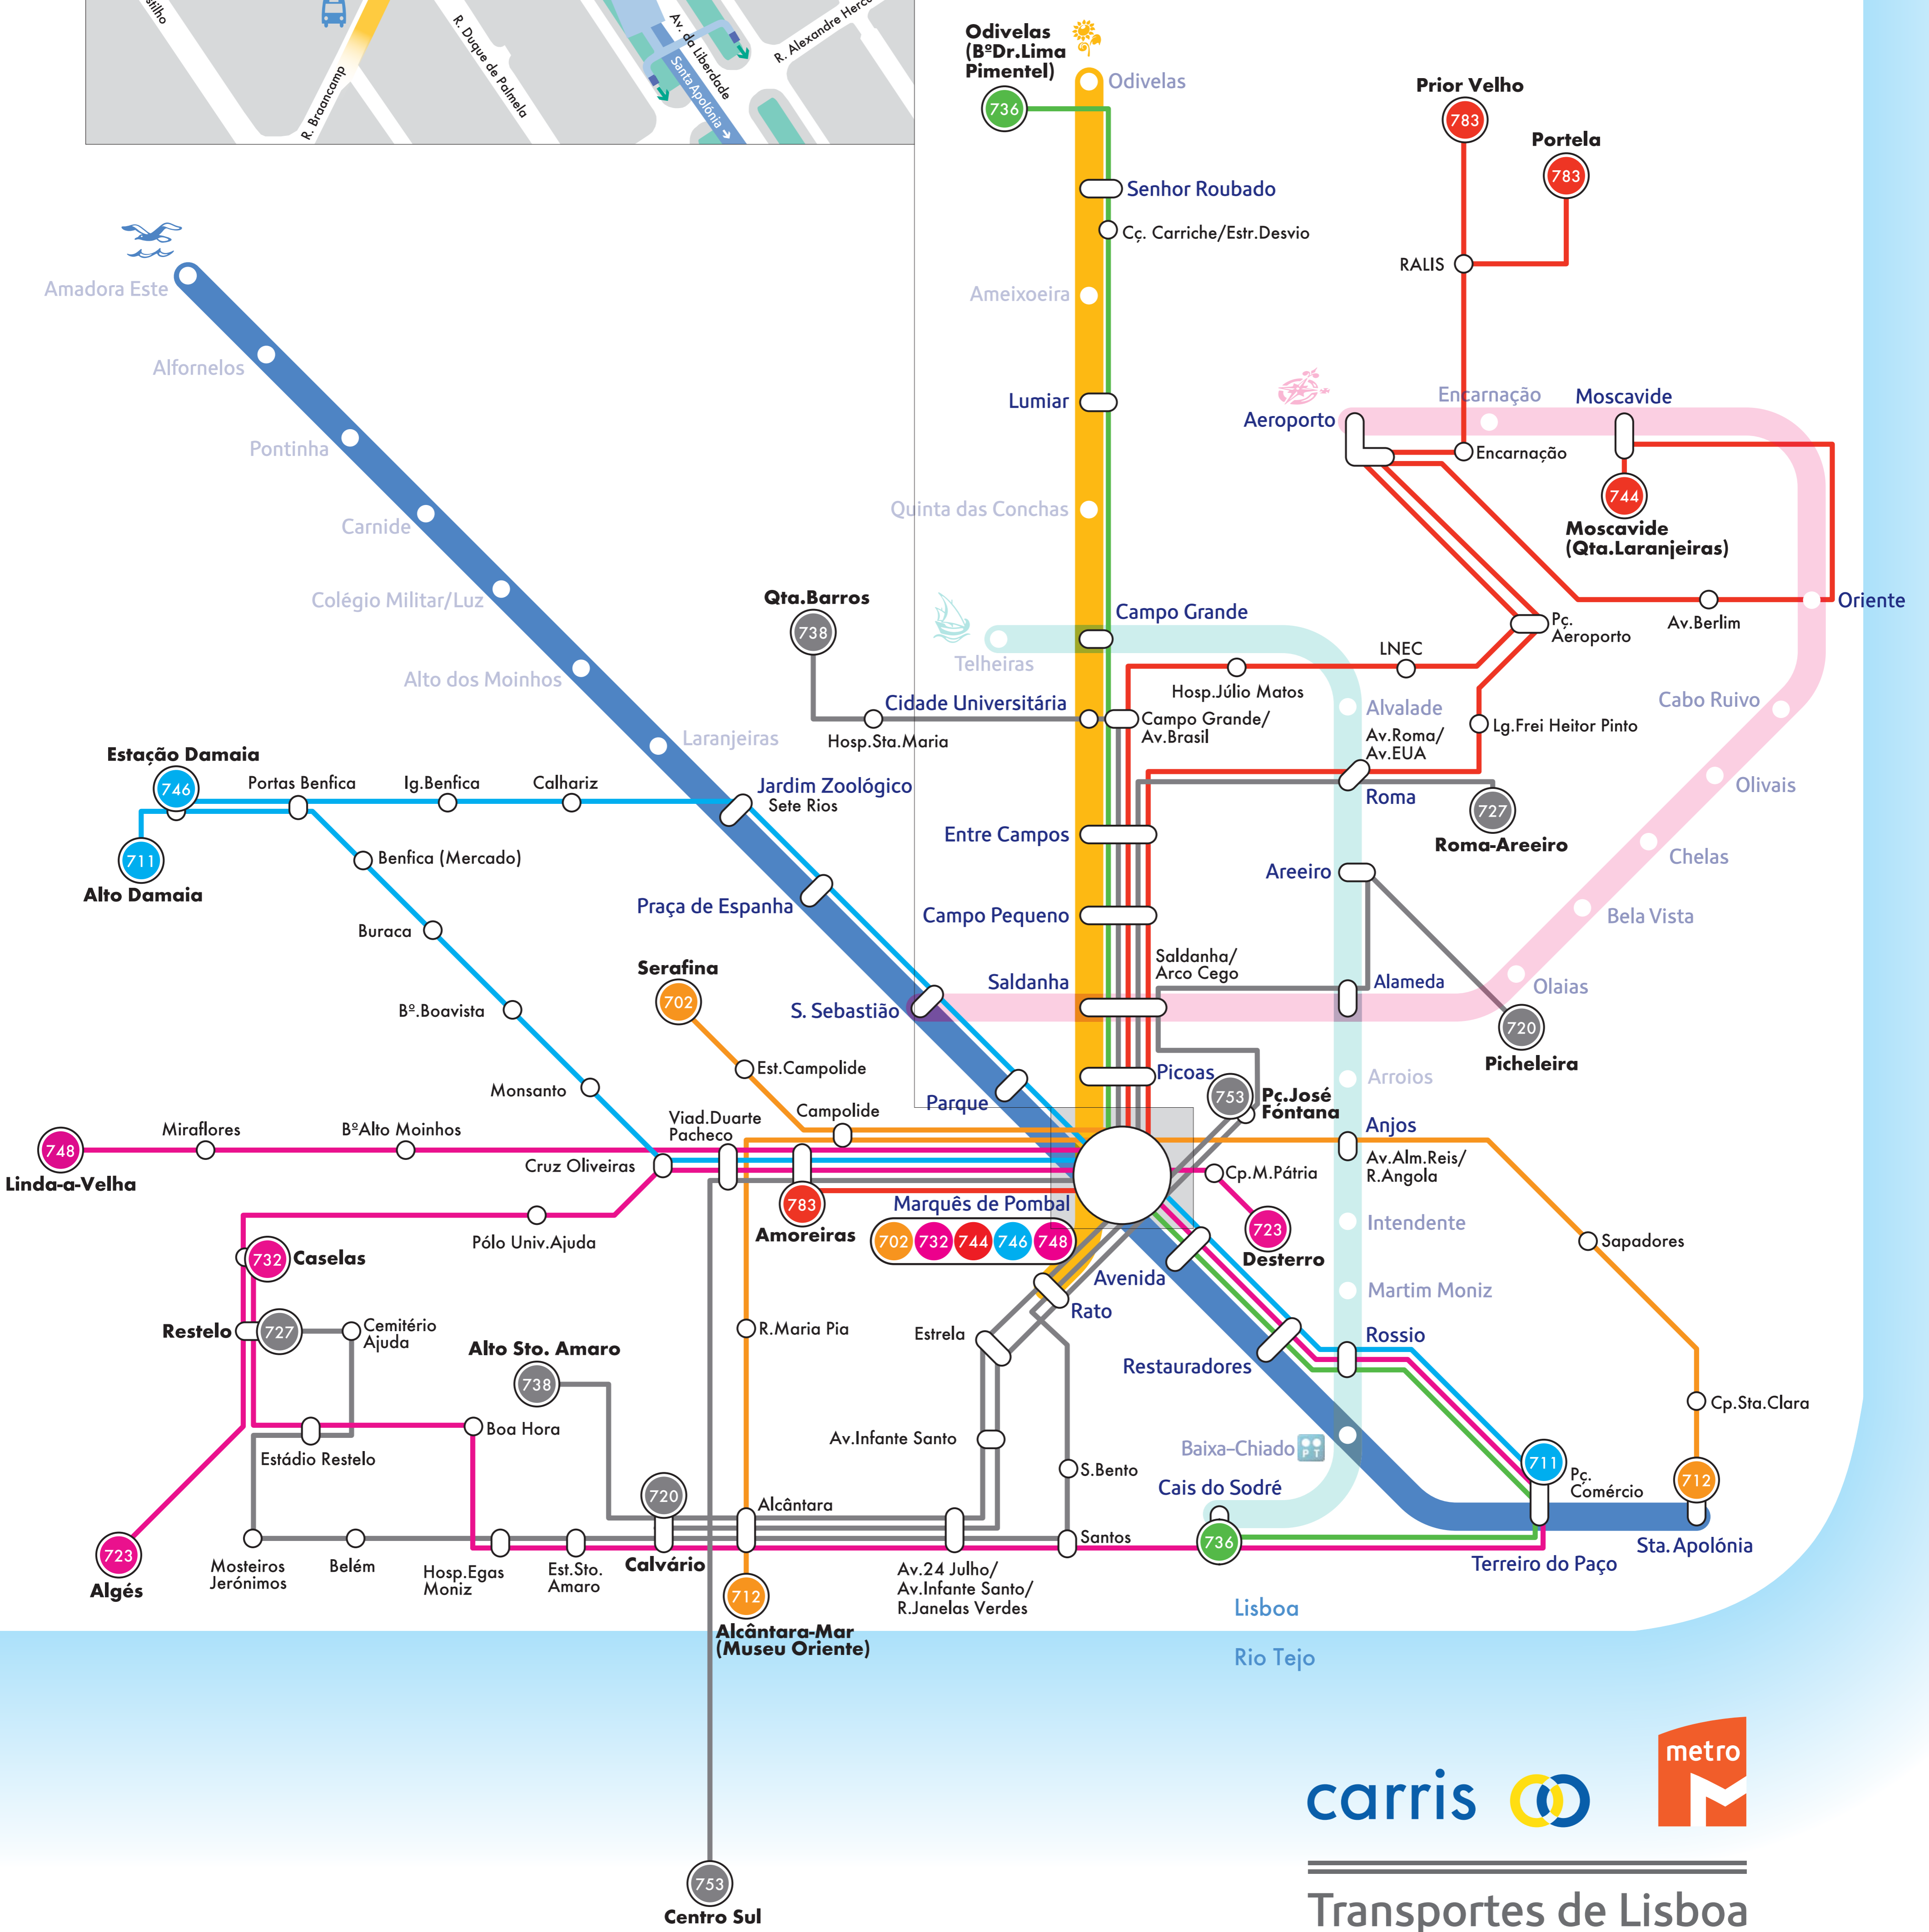 R. Braancamp
R. Duque de Palmela
Av. da Liberdade
Santa Apolónia
Odivelas
(BºDr.Lima
Pimentel)
736
Odivelas
Prior Velho
783
Portela
783
Senhor Roubado
Cç. Carriche/Estr.Desvio
RALIS
Amadora Este
Ameixoeira
Alfornelos
Lumiar
Aeroporto
Encarnação
Moscavide
Pontinha
Encarnação
744
Moscavide
(Qta.Laranjeiras)
Carnide
Quinta das Conchas
Colégio Militar/Luz
Qta.Barros
738
Campo Grande
Telheiras
Pç.
Aeroporto
Av.Berlim
Oriente
Alto dos Moinhos
LNEC
Hosp.Júlio Matos
Cidade Universitária
Hosp.Sta.Maria
Campo Grande/
Av.Brasil
Alvalade
Cabo Ruivo
Lg.Frei Heitor Pinto
Laranjeiras
Av.Roma/
Av.EUA
Estação Damaia
746
Portas Benfica
Ig.Benfica
Calhariz
Jardim Zoológico
Sete Rios
Roma
727
Roma-Areeiro
Olivais
711
Alto Damaia
Benfica (Mercado)
Entre Campos
Chelas
Areeiro
Praça de Espanha
Campo Pequeno
Bela Vista
Buraca
Serafina
702
Saldanha/
Arco Cego
Saldanha
Alameda
Olaias
S. Sebastião
Bº.Boavista
720
Picheleira
Est.Campolide
Monsanto
Parque
Picoas
753
Pc.José
Fontana
Arroios
Viad.Duarte
Pacheco
Campolide
Anjos
748
Linda-a-Velha
Miraflores
BºAlto Moinhos
Cruz Oliveiras
Cp.M.Pátria
Av.Alm.Reis/
R.Angola
783
Amoreiras
Marquês de Pombal
702 732 744 746 748
723
Desterro
Intendente
Sapadores
Pólo Univ.Ajuda
732
Caselas
Avenida
Rato
Martim Moniz
Restelo
727
Cemitério
Ajuda
R.Maria Pia
Estrela
Rossio
Restauradores
Alto Sto. Amaro
738
Cp.Sta.Clara
Boa Hora
Estádio Restelo
Av.Infante Santo
Baixa-Chiado
PT
S.Bento
711
Pç.
Comércio
712
720
Alcântara
Cais do Sodré
736
Santos
Sta. Apolónia
Terreiro do Paço
723
Algés
Mosteiros
Jerónimos
Belém
Hosp.Egas
Moniz
Est.Sto.
Amaro
Calvário
Av.24 Julho/
Av.Infante Santo/
R.Janelas Verdes
712
Alcântara-Mar
(Museu Oriente)
Lisboa
Rio Tejo
metro
carris
753
Centro Sul
Transportes de Lisboa